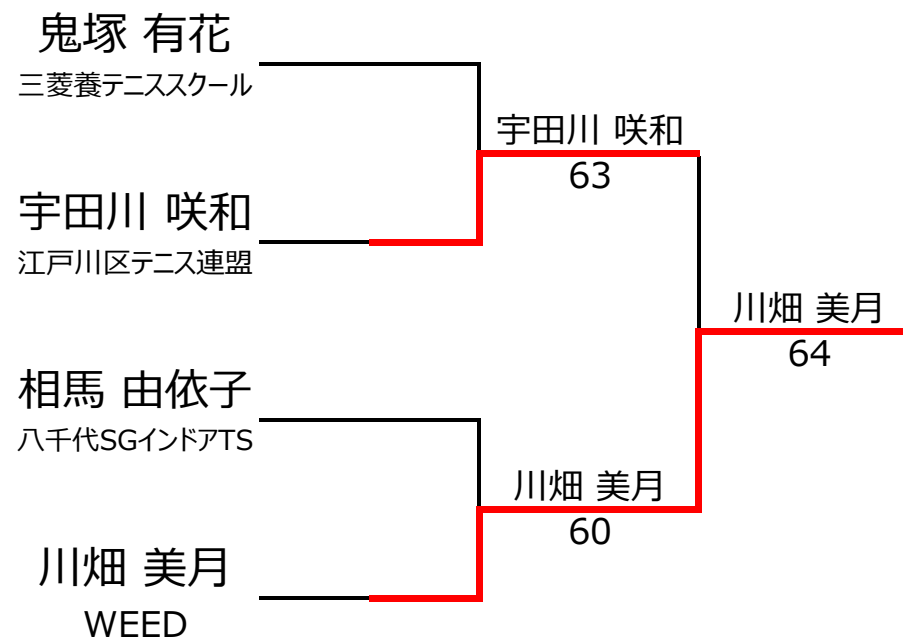 鬼塚 有花
三菱養テニススクール
宇田川 咲和
63
宇田川 咲和
江戸川区テニス連盟
川畑 美月
64
相馬 由依子
八千代SGインドアTS
川畑 美月
60
川畑 美月
WEED